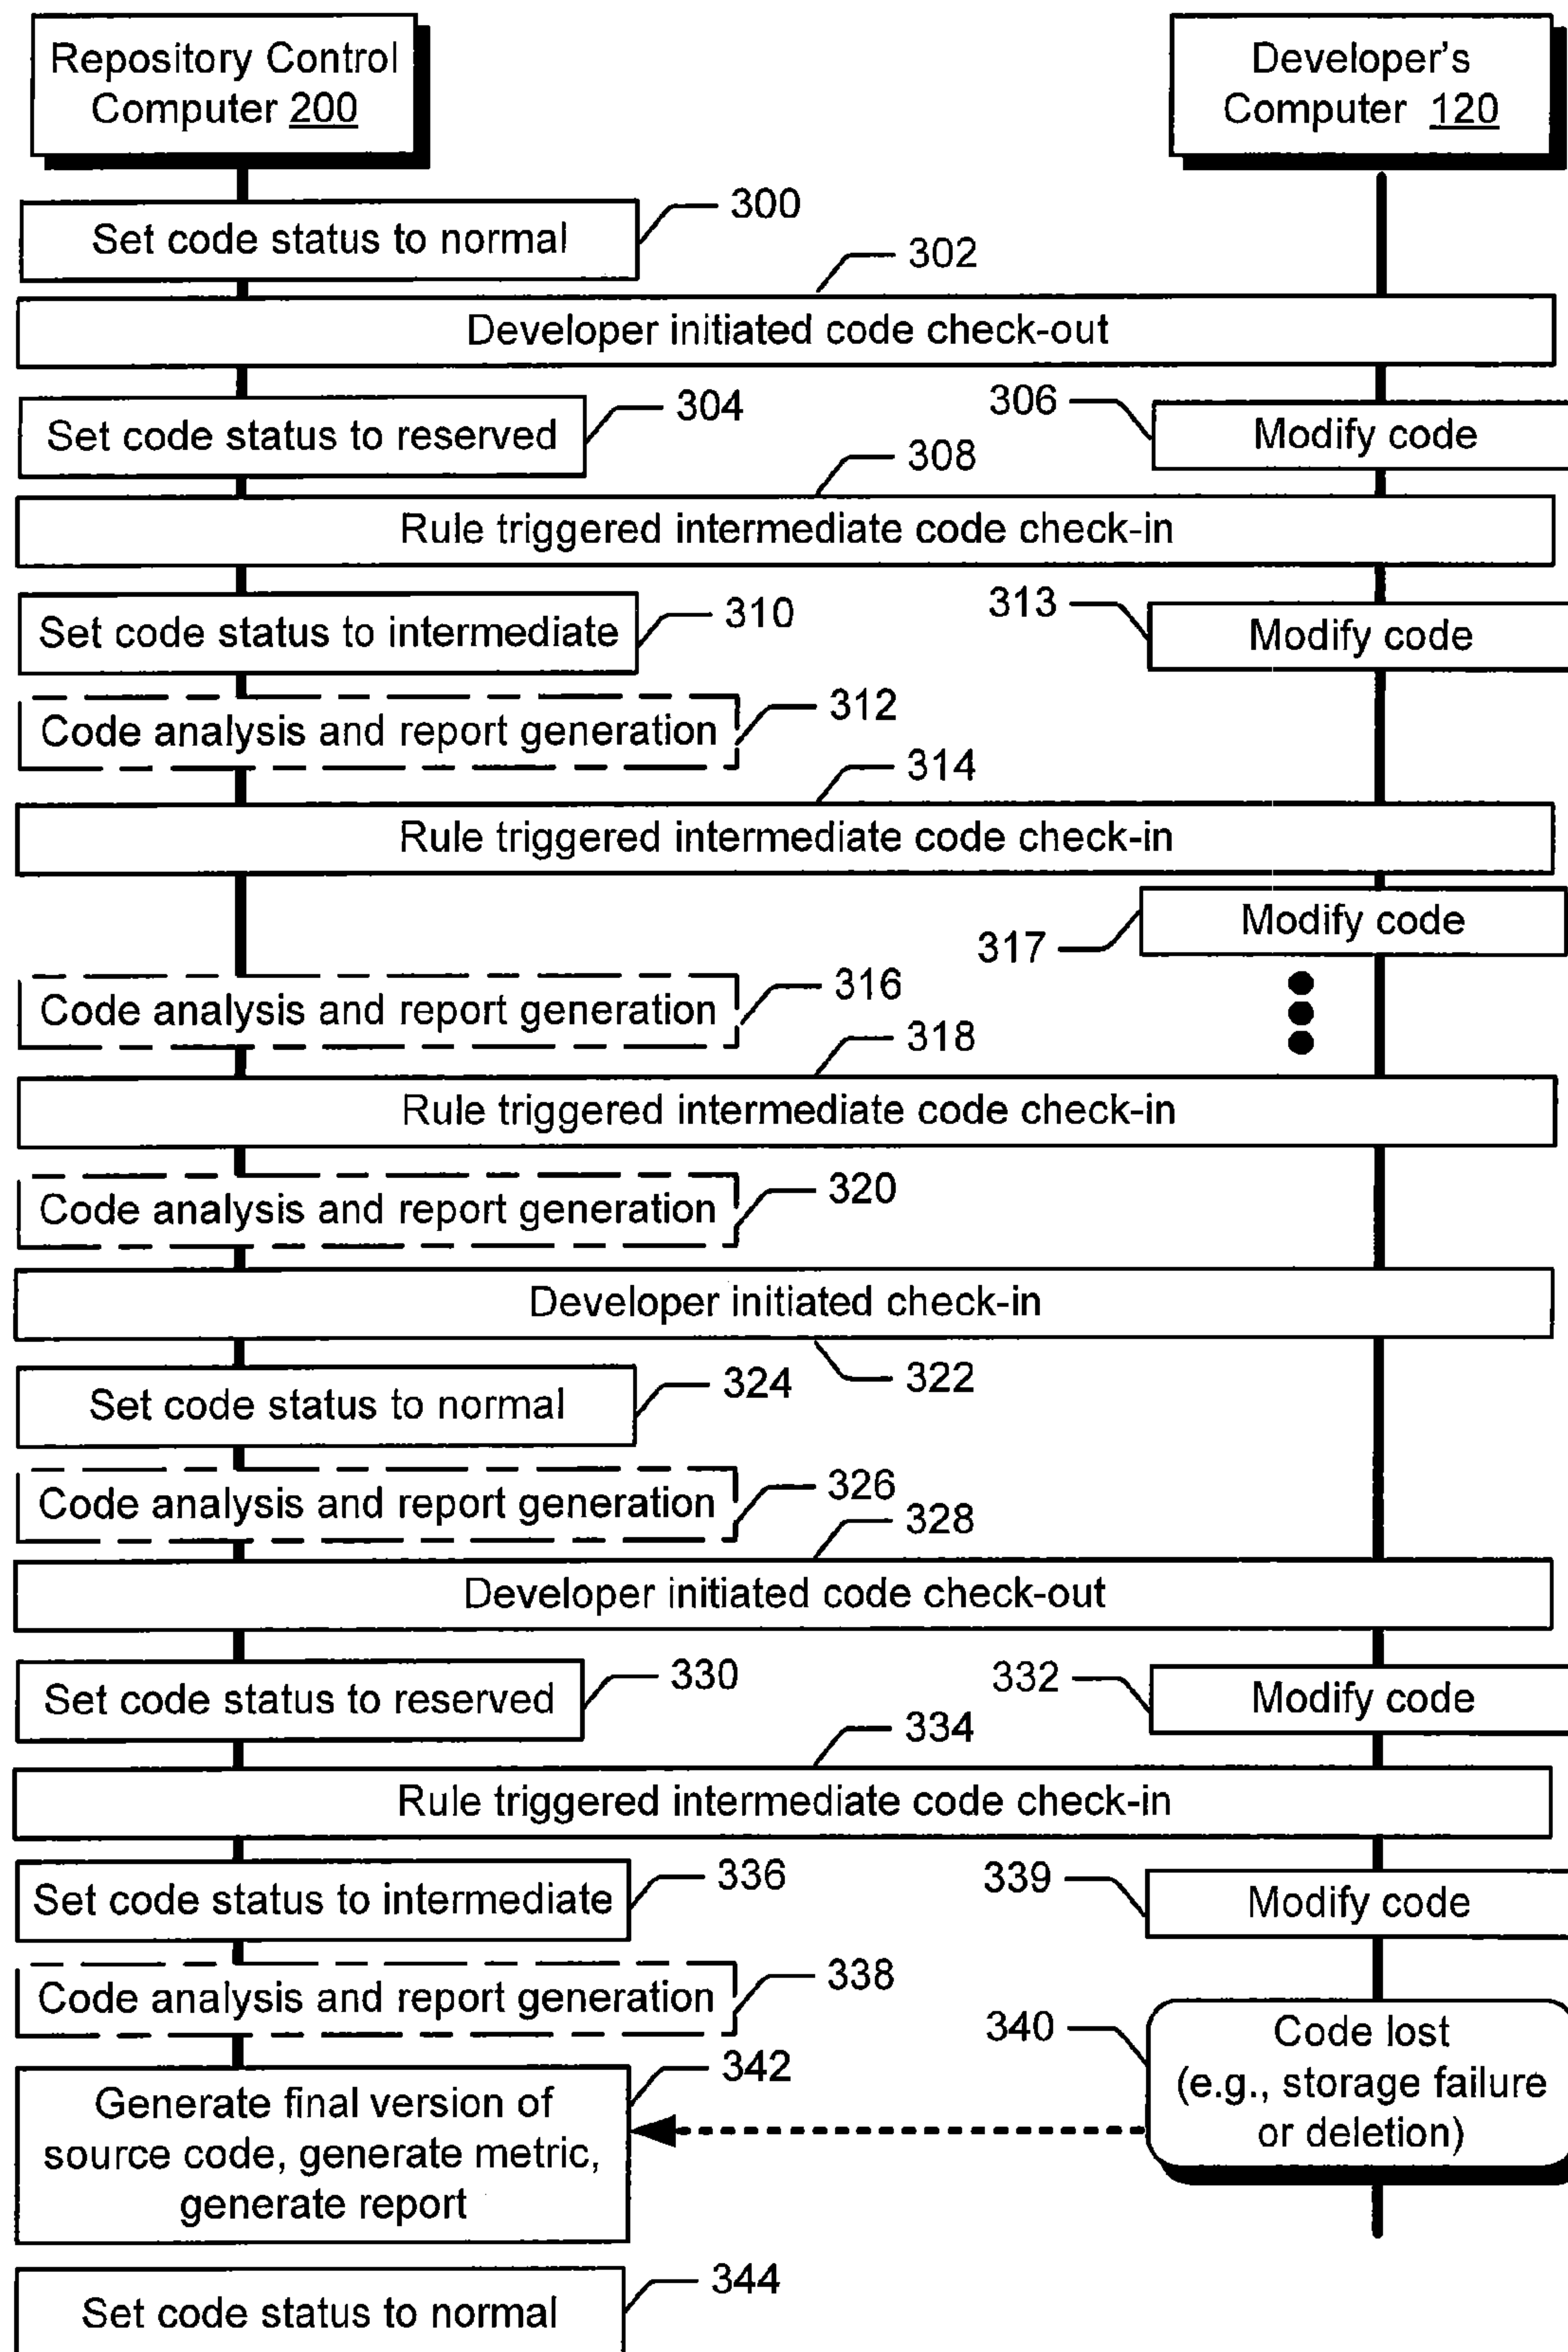 Repository Control
Computer 200
Developer's
Computer 120
300
Set code status to normal
302
Developer initiated code check-out
304
Set code status to reserved
306
Modify code
308
Rule triggered intermediate code check-in
310
Set code status to intermediate
313
Modify code
312
Code analysis and report generation
314
Rule triggered intermediate code check-in
Modify code
317
316
Code analysis and report generation
318
Rule triggered intermediate code check-in
320
Code analysis and report generation
Developer initiated check-in
322
324
Set code status to normal
326
Code analysis and report generation
328
Developer initiated code check-out
330
Set code status to reserved
332
Modify code
334
Rule triggered intermediate code check-in
336
Set code status to intermediate
339
Modify code
338
Code analysis and report generation
340
Code lost
(e.g., storage failure
or deletion)
342
Generate final version of
source code, generate metric,
generate report
344
Set code status to normal